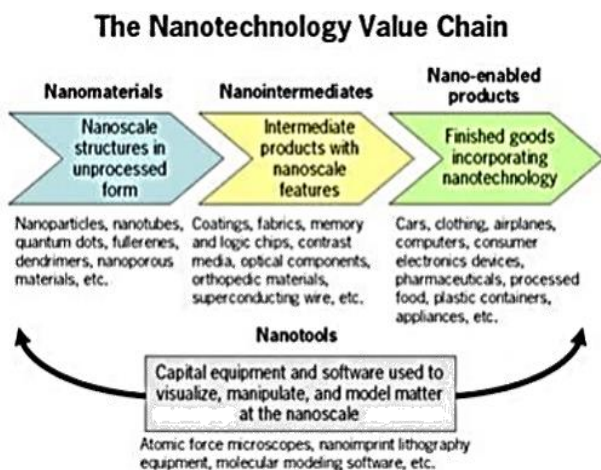 The Nanotechnology Value Chain
Nanomaterials
Nanoscale
structures in
unprocessed
form
Nanoparticles, nanotubes,
quantum dots, fullerenes,
dendrimers, nanoporous
materials, etc.
Nanointermediates
Intermediate
products with
nanoscale
features
Coatings, fabrics, memory
and logic chips, contrast
media, optical components,
orthopedic materials,
superconducting wire, etc.
Nano-enabled
products
Finished goods
incorporating
nanotechnology
Cars, clothing, airplanes,
computers, consumer
electronics devices,
pharmaceuticals, processed
food, plastic containers,
appliances, etc.
Nanotools
Capital equipment and software used to
visualize, manipulate, and model matter
at the nanoscale
Atomic force microscopes, nanoimprint lithography
equipment, molecular modeling software, etc.